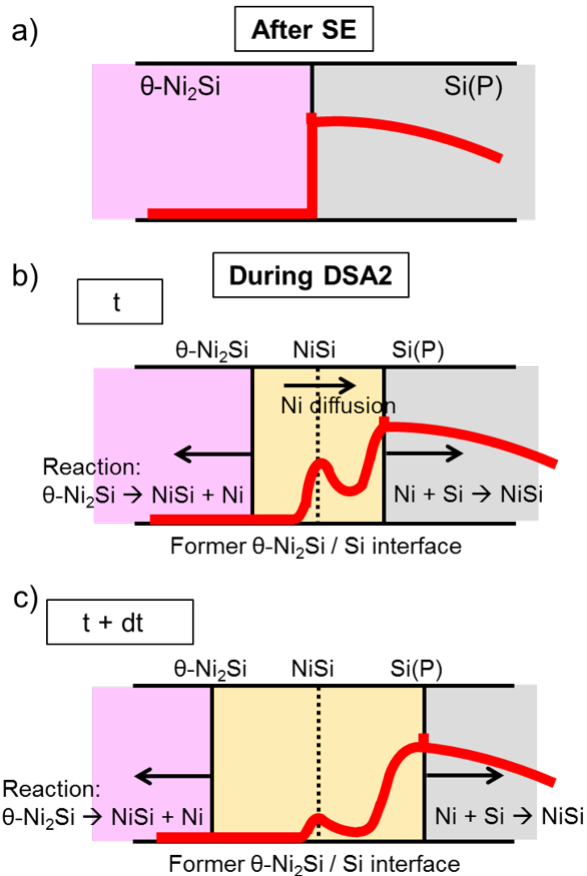 a)
After SE
θ-Ni₂Si
Si(P)
b)
During DSA2
t
θ-Ni₂Si
NiSi
Si(P)
Ni diffusion
Reaction:
θ-Ni₂Si → NiSi + Ni
Ni + Si → NiSi
Former θ-Ni₂Si / Si interface
c)
t + dt
θ-Ni₂Si
NiSi
Si(P)
Reaction:
θ-Ni₂Si → NiSi + Ni
Ni + Si → NiSi
Former θ-Ni₂Si / Si interface